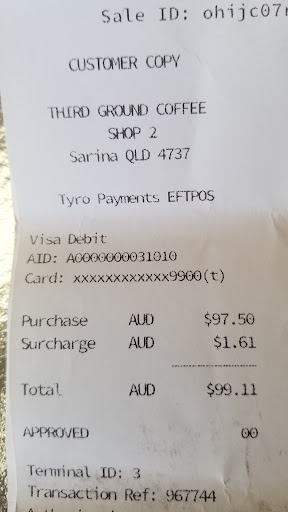 Sale ID: ohijc07
CUSTOMER COPY
THIRD GROUND COFFEE
SHOP 2
Sarina QLD 4737
Tyro Payments EFTPOS
Visa Debit
AID: A0000000031010
Card: xxxxxxxxxxxx9900(t)
Purchase AUD $97.50
Surcharge AUD $1.61
Total AUD $99.11
APPROVED 00
Terminal ID: 3
Transaction Ref: 967744